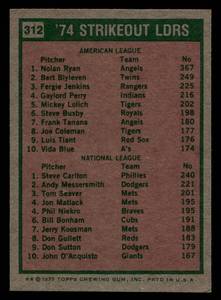 312
'74 STRIKEOUT LDRS
AMERICAN LEAGUE
Pitcher Team No
1. Nolan Ryan Angels 367
2. Bert Blyleven Twins 249
3. Fergie Jenkins Rangers 225
4. Gaylord Perry Indians 216
5. Mickey Lolich Tigers 202
6. Steve Busby Royals 198
7. Frank Tanana Angels 180
8. Joe Coleman Tigers 177
9. Luis Tiant Red Sox 176
10. Vida Blue A's 174
NATIONAL LEAGUE
Pitcher Team No
1. Steve Carlton Phillies 240
2. Andy Messersmith Dodgers 221
3. Tom Seaver Mets 201
4. Jon Matlack Mets 195
4. Phil Niekro Braves 195
6. Bill Bonham Cubs 191
7. Jerry Koosman Mets 188
8. Don Gullett Reds 183
9. Don Sutton Dodgers 179
10. John D'Acquisto Giants 167
© 1975 TOPPS CHEWING GUM, INC. PRT'D IN U.S.A.